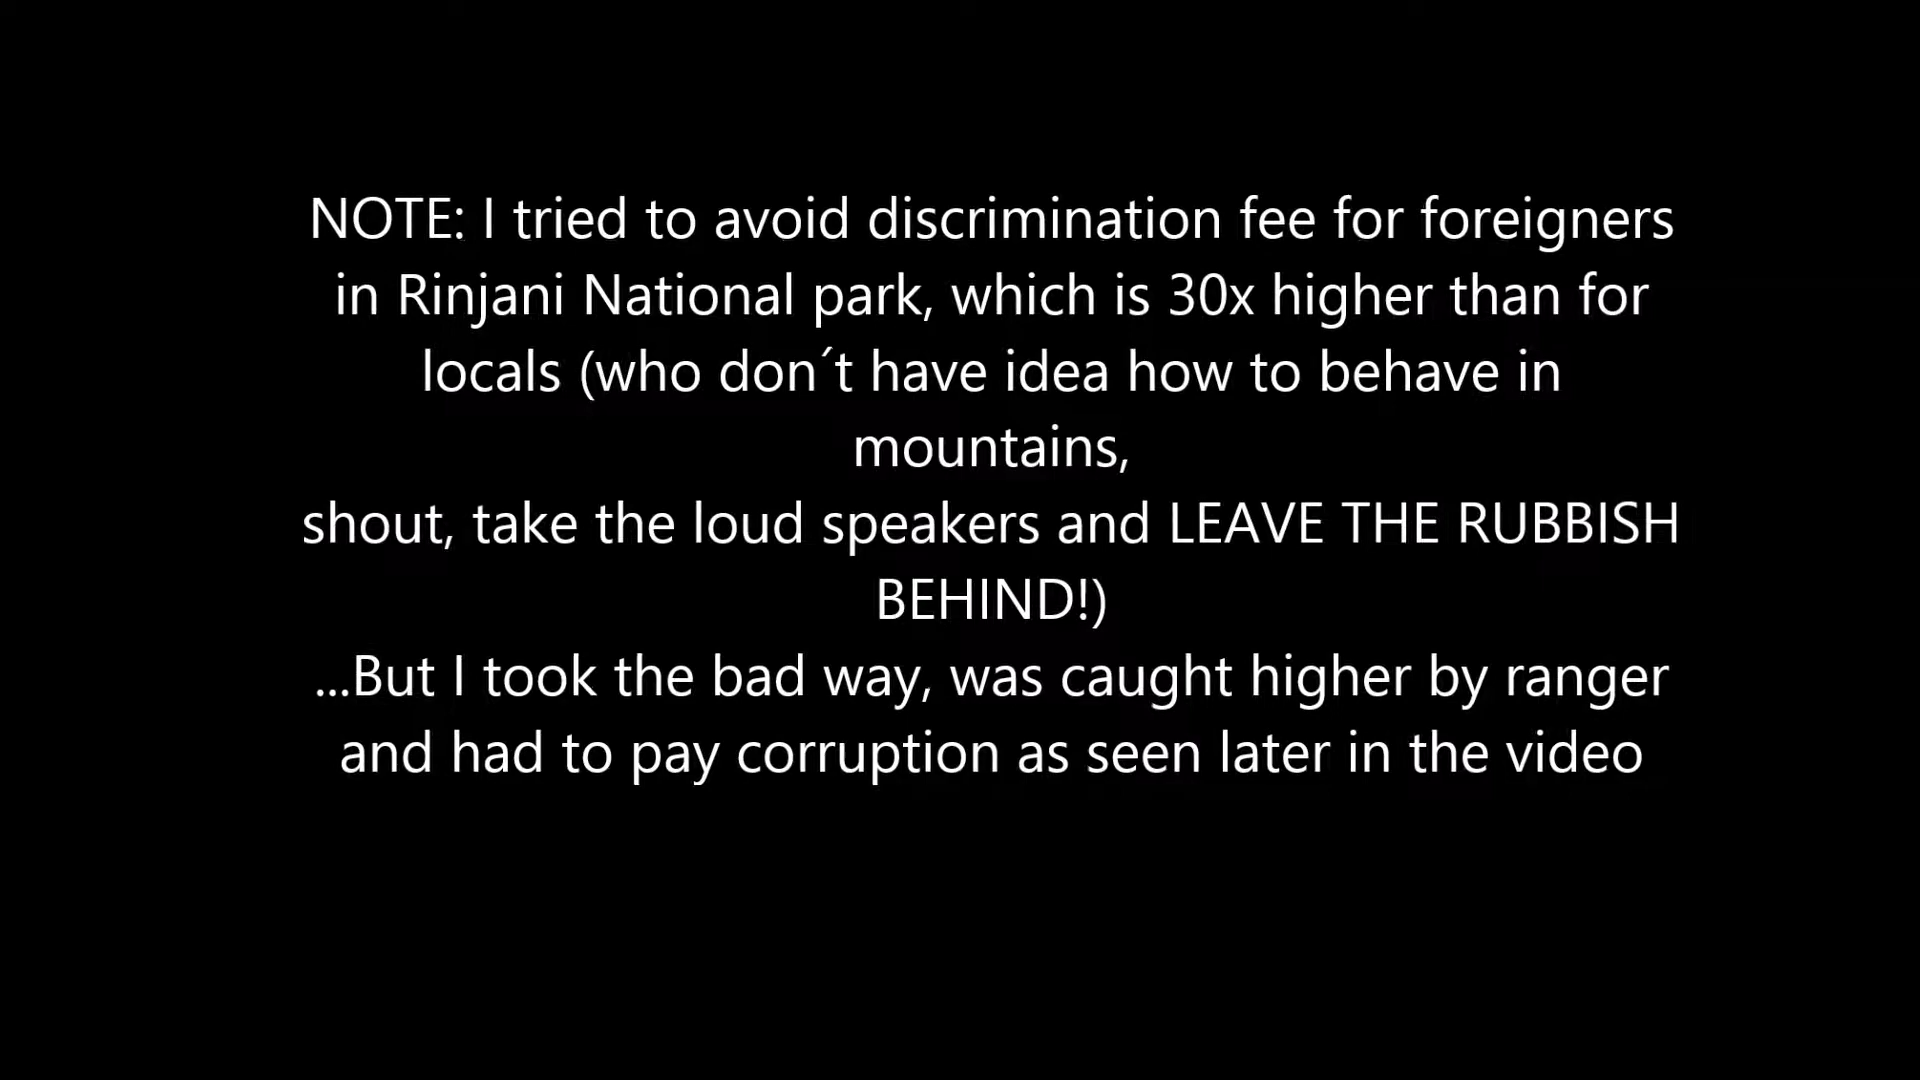 NOTE: I tried to avoid discrimination fee for foreigners
in Rinjani National park, which is 30x higher than for
locals (who don´t have idea how to behave in
mountains,
shout, take the loud speakers and LEAVE THE RUBBISH
BEHIND!)
...But I took the bad way, was caught higher by ranger
and had to pay corruption as seen later in the video